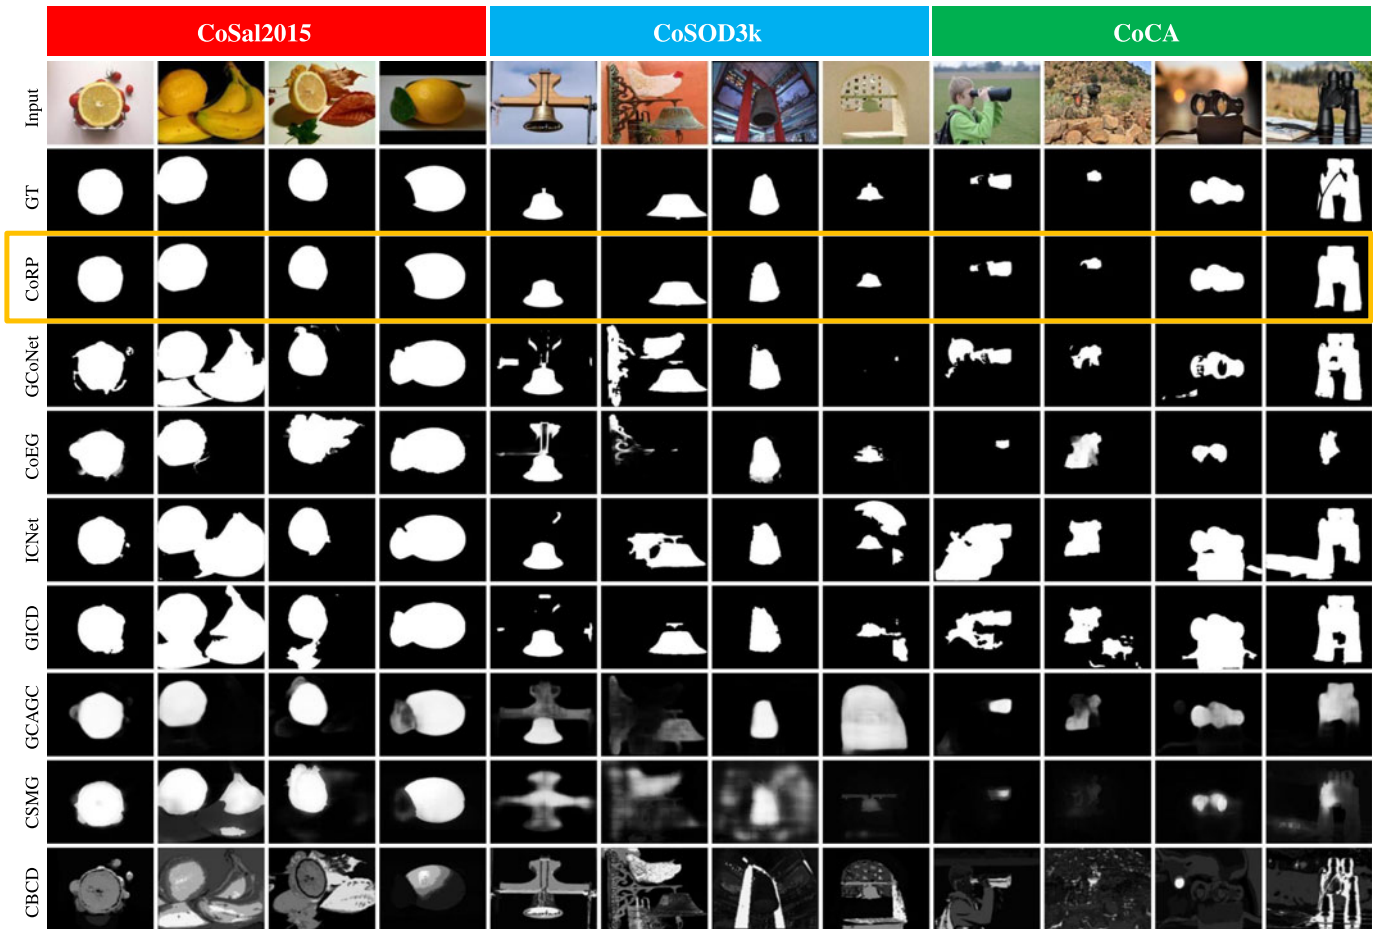 CoSal2015 CoSOD3k CoCA
Input
GT
CoRP
GCoNet
CoEG
ICNet
GICD
GCAGC
CSMG
CBCD